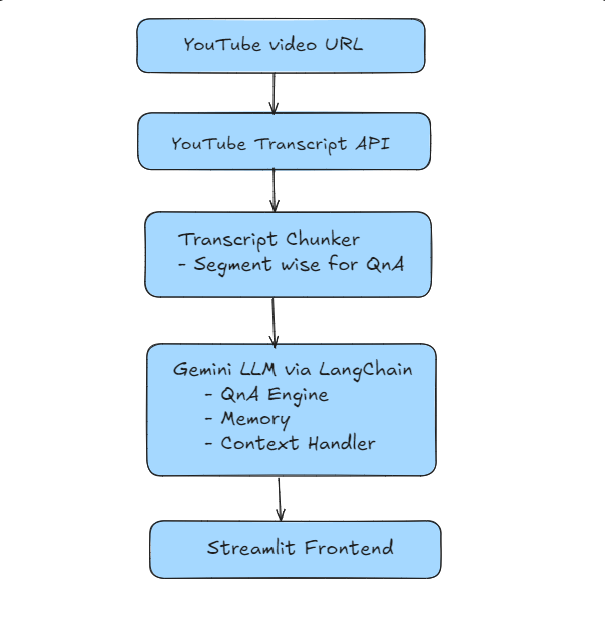 YouTube video URL
YouTube Transcript API
Transcript Chunker
- Segment wise for QnA
Gemini LLM via LangChain
- QnA Engine
- Memory
- Context Handler
Streamlit Frontend